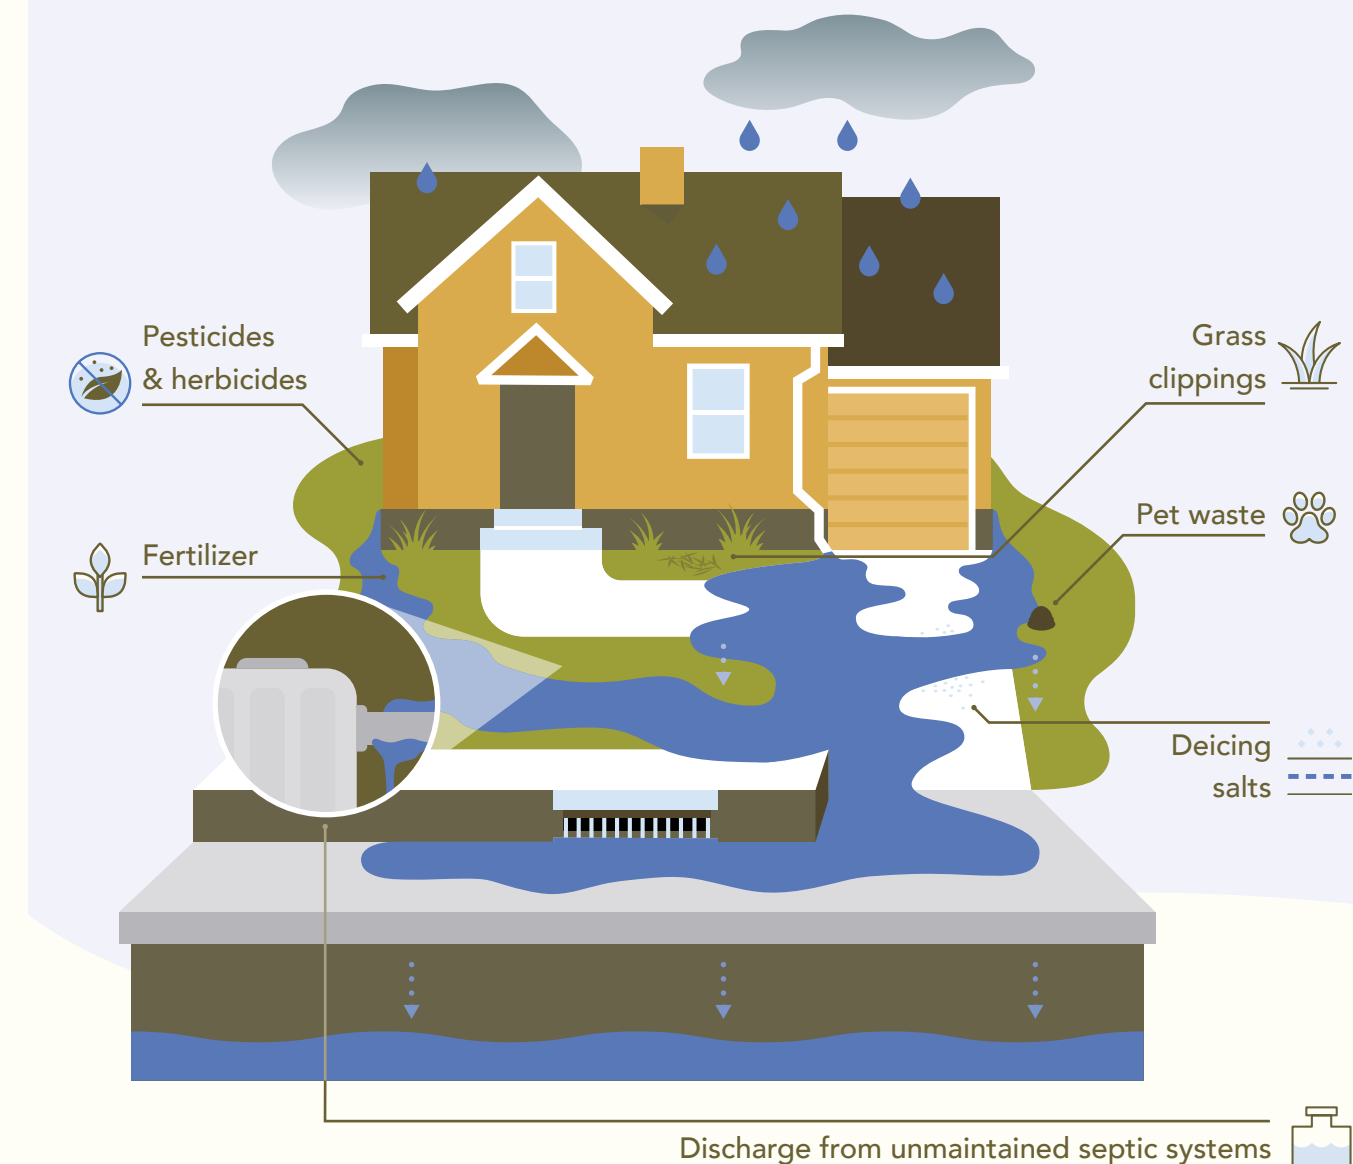 Pesticides
& herbicides
Grass
clippings
Pet waste
Fertilizer
Deicing
salts
Discharge from unmaintained septic systems